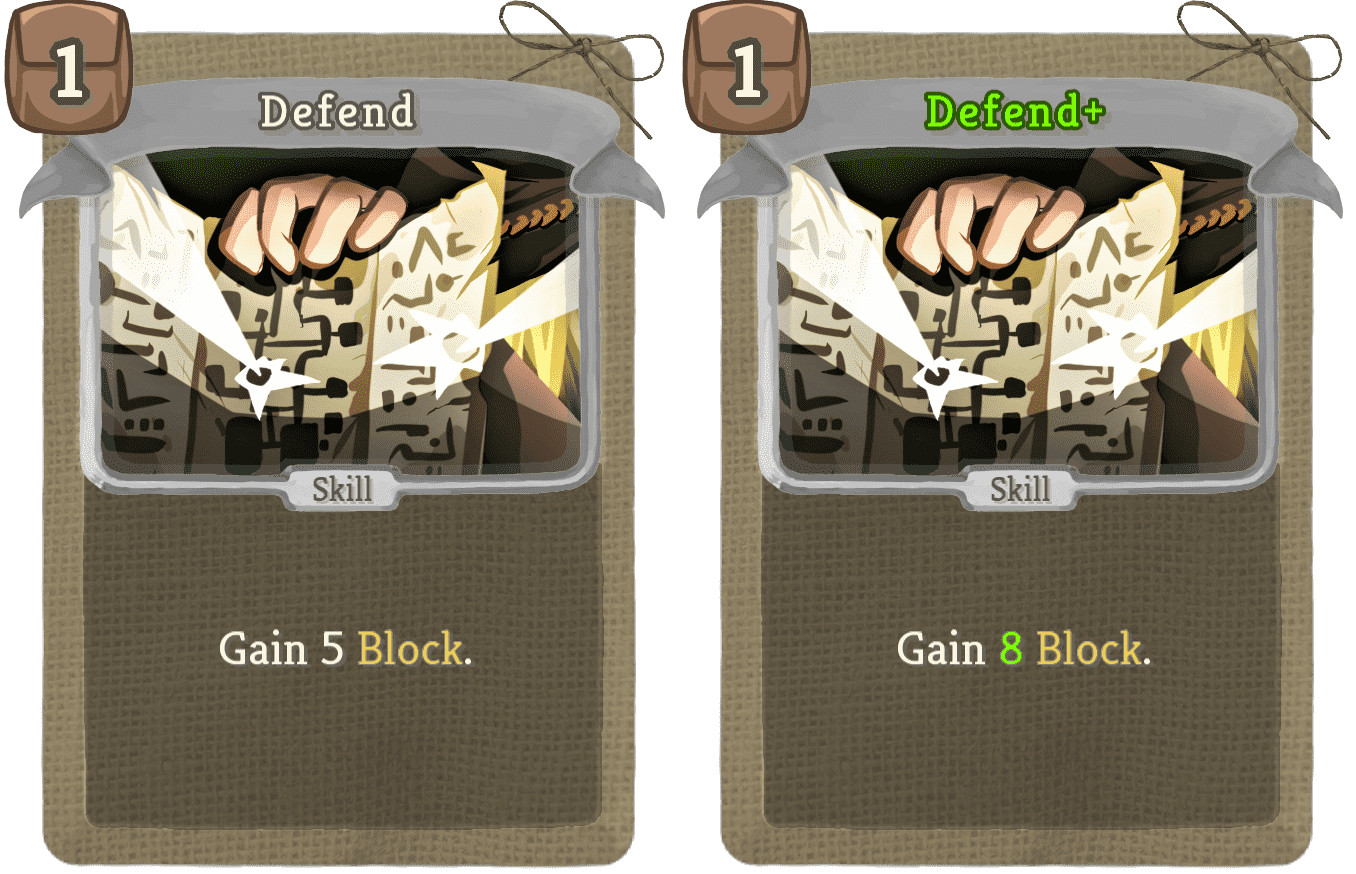 1
Defend
Skill
Gain 5 Block.
1
Defend+
Skill
Gain 8 Block.